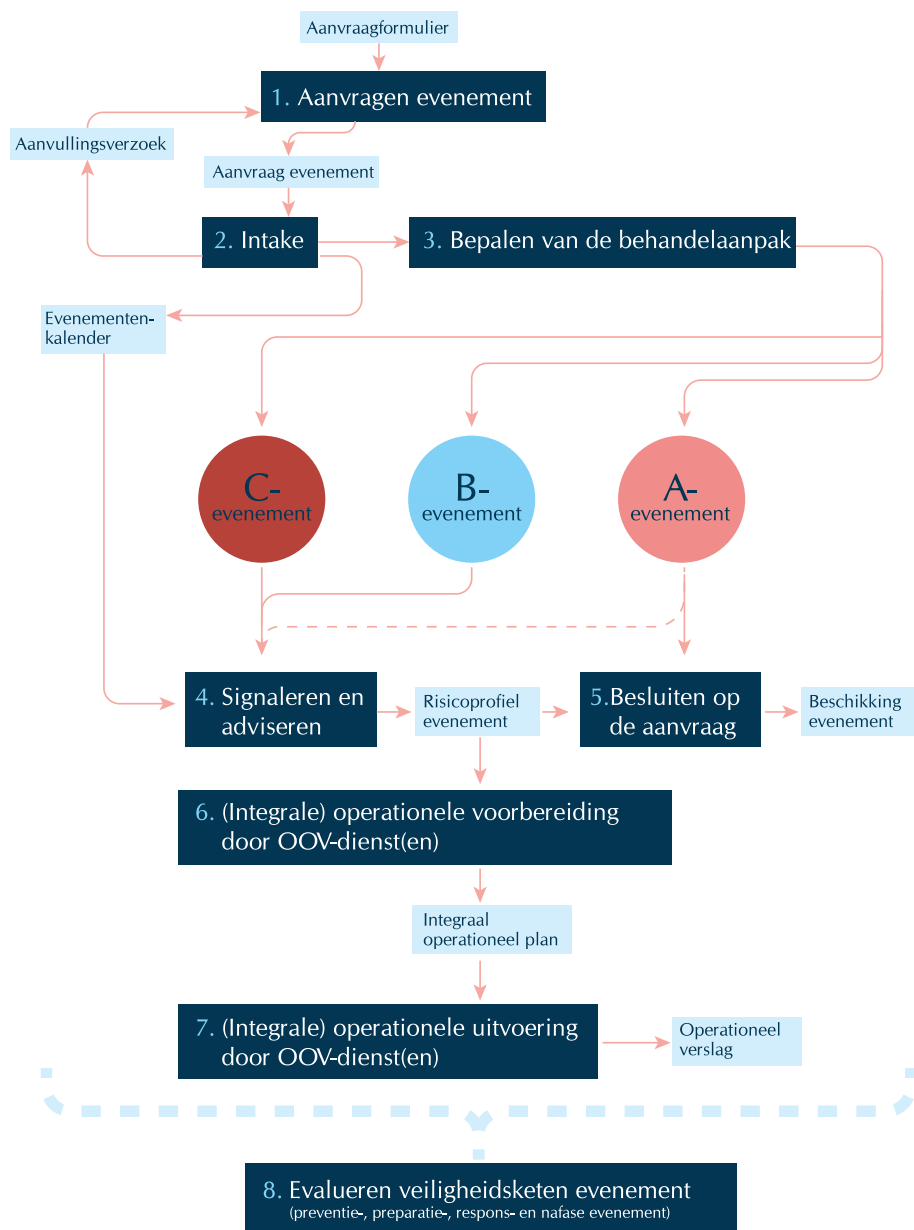 Aanvraagformulier
1. Aanvragen evenement
Aanvullingsverzoek
Aanvraag evenement
2. Intake
3. Bepalen van de behandelaanpak
Evenementen-
kalender
C-
evenement
B-
evenement
A-
evenement
4. Signaleren en
adviseren
Risicoprofiel
evenement
5. Besluiten op
de aanvraag
Beschikking
evenement
6. (Integrale) operationele voorbereiding
door OOV-dienst(en)
Integraal
operationeel plan
7. (Integrale) operationele uitvoering
door OOV-dienst(en)
Operationeel
verslag
8. Evalueren veiligheidsketen evenement
(preventie-, preparatie-, respons- en nafase evenement)